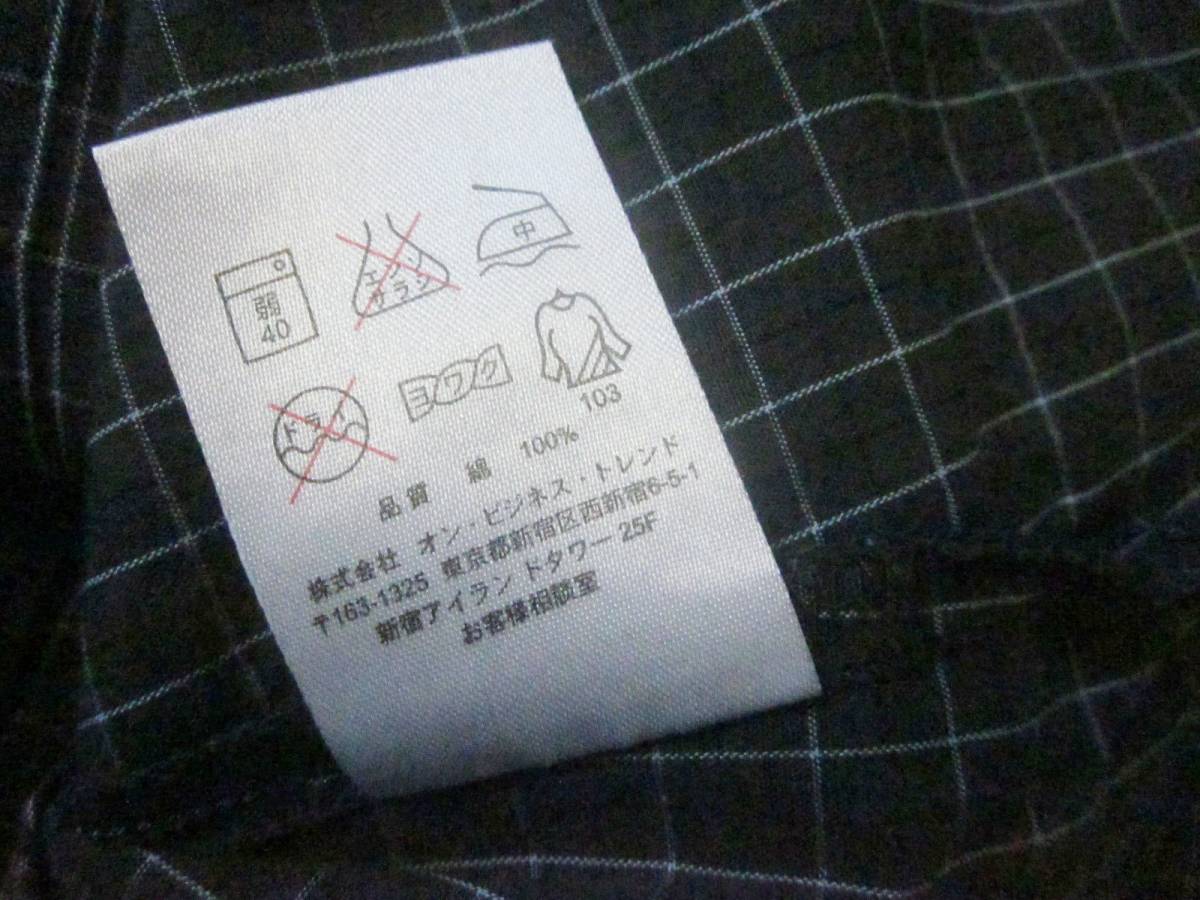 弱
40
エンソ
サラシ
中
ドライ
ヨワク
103
品質 綿 100%
株式会社 オン・ビジネス・トレンド
〒163-1325 東京都新宿区西新宿6-5-1
新宿アイランドタワー 25F
お客様相談室